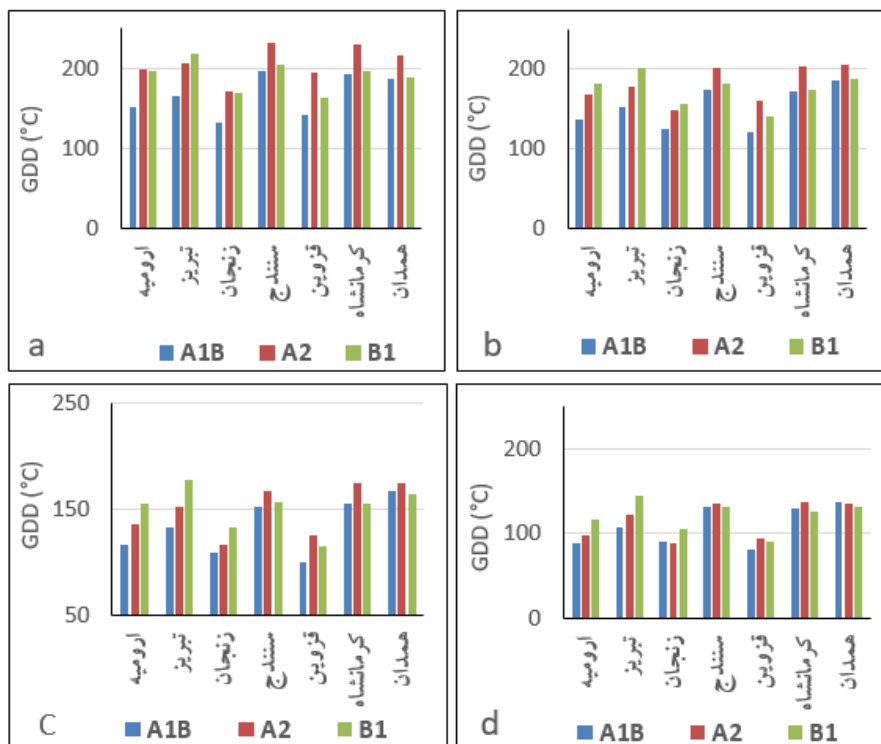 GDD (°C)
200
100
0
ارومیه
تبریز
زنجان
سنندج
قزوین
کرمانشاه
همدان
a
A1B A2 B1
GDD (°C)
200
100
0
ارومیه
تبریز
زنجان
سنندج
قزوین
کرمانشاه
همدان
b
A1B A2 B1
GDD (°C)
250
150
50
ارومیه
تبریز
زنجان
سنندج
قزوین
کرمانشاه
همدان
C
A1B A2 B1
GDD (°C)
200
100
0
ارومیه
تبریز
زنجان
سنندج
قزوین
کرمانشاه
همدان
d
A1B A2 B1